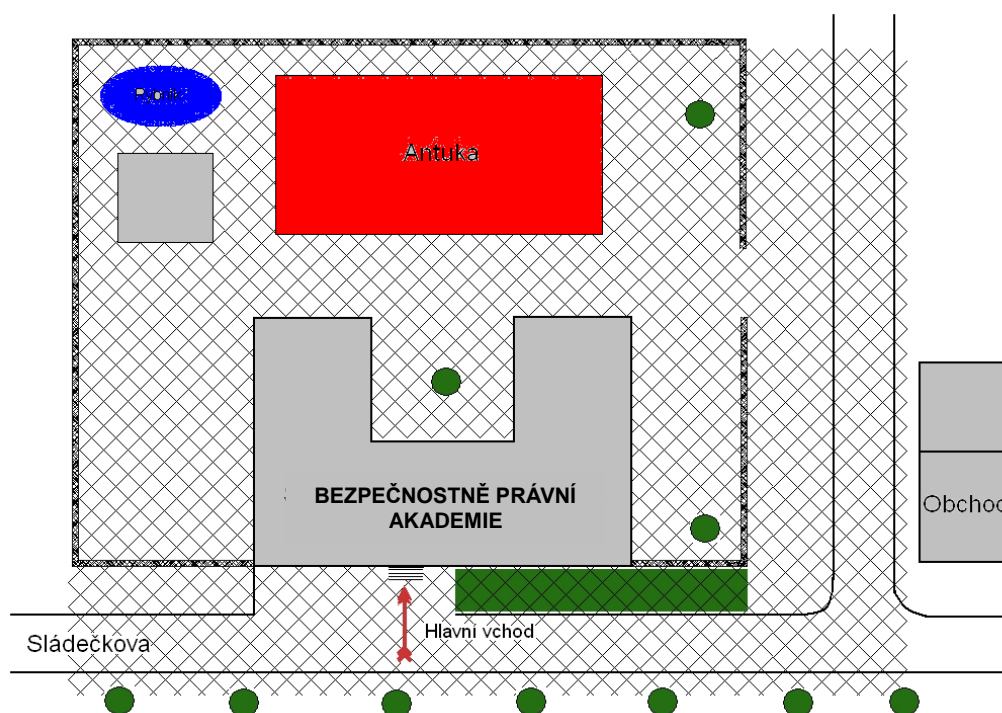 Antuka
BEZPEČNOSTNĚ PRÁVNÍ
AKADEMIE
Obchod
Hlavní vchod
Sládečkova